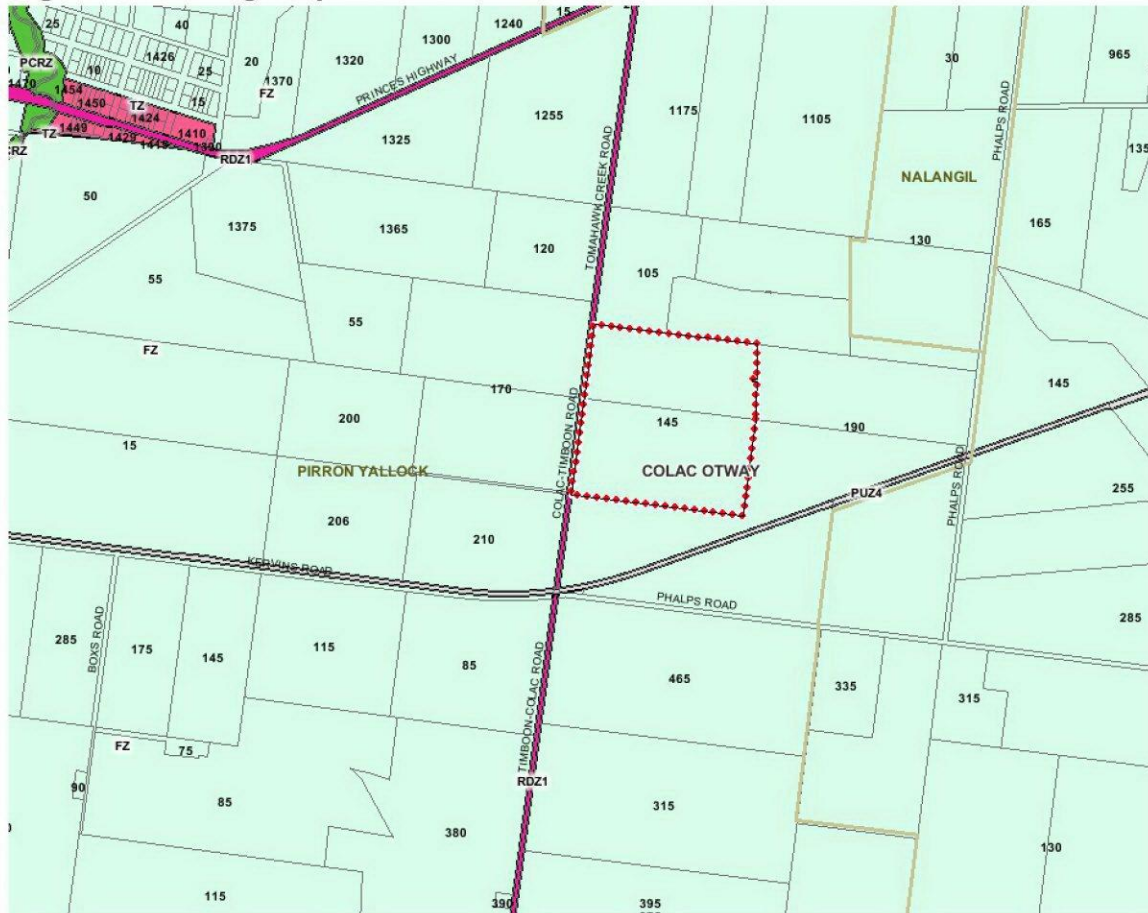 15
1240
25
40
1300
965
1320
1426
20
30
PCRZ
10
25
1370
FZ
PRINCES HIGHWAY
1470
1454
1450
TZ
15
1255
1175
1105
PHALPS ROAD
1424
1449
TZ
1429
1410
1325
RDZ1
TOMAHAWK CREEK ROAD
NALANGIL
50
165
1375
1365
120
130
105
55
55
FZ
145
170
COLAC-TIMBOON ROAD
145
190
200
15
PIRRON YALLOCK
COLAC OTWAY
PHALPS ROAD
PUZ4
255
206
210
KERVINS ROAD
PHALPS ROAD
285
285
BOXS ROAD
175
145
115
85
TIMBOON-COLAC ROAD
465
335
315
FZ
75
RDZ1
90
85
315
380
130
115
390
395